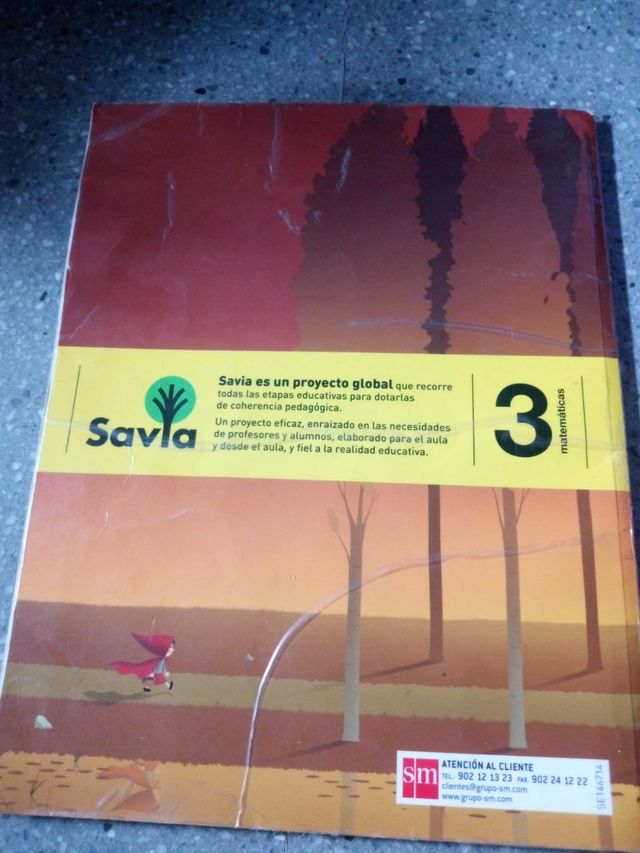 Savia
Savia es un proyecto global que recorre
todas las etapas educativas para dotarlas
de coherencia pedagógica.
Un proyecto eficaz, enraizado en las necesidades
de profesores y alumnos, elaborado para el aula
y desde el aula, y fiel a la realidad educativa.
3
matemáticas
sm
ATENCIÓN AL CLIENTE
TEL.: 902 12 13 23 FAX: 902 24 12 22
clientes@grupo-sm.com
www.grupo-sm.com
SE146714